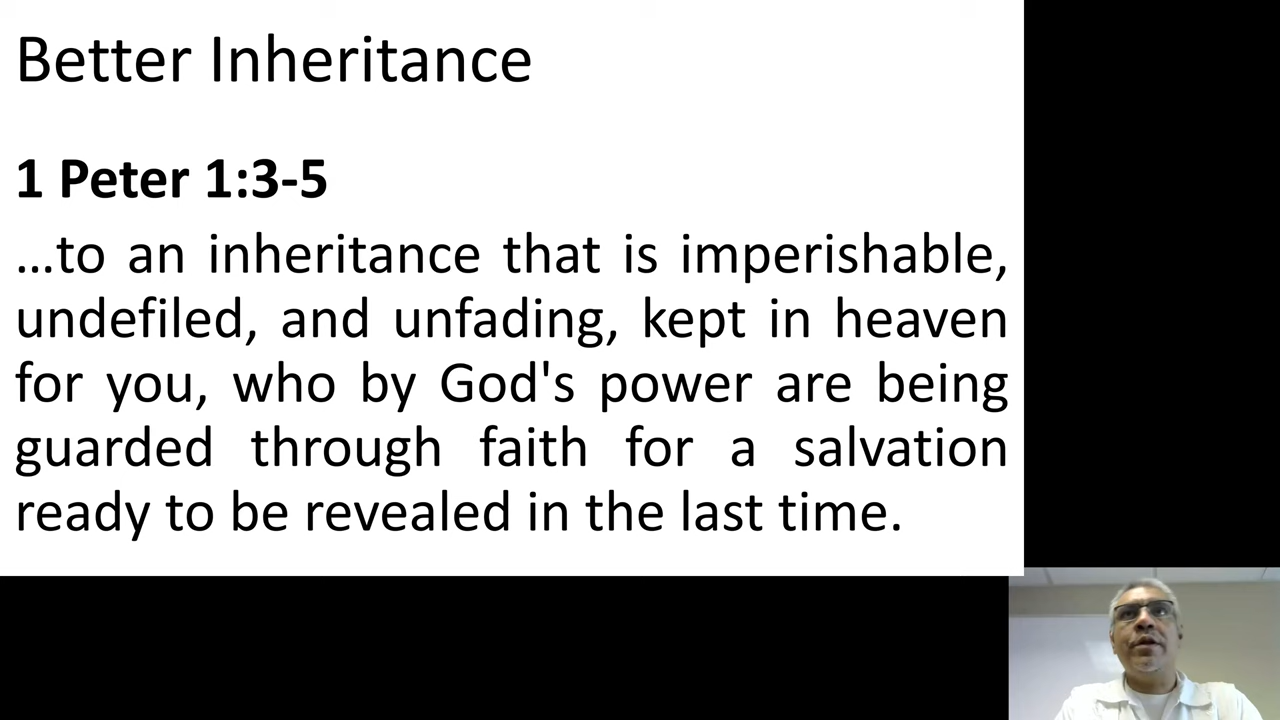 Better Inheritance
1 Peter 1:3-5
...to an inheritance that is imperishable,
undefiled, and unfading, kept in heaven
for you, who by God's power are being
guarded through faith for a salvation
ready to be revealed in the last time.